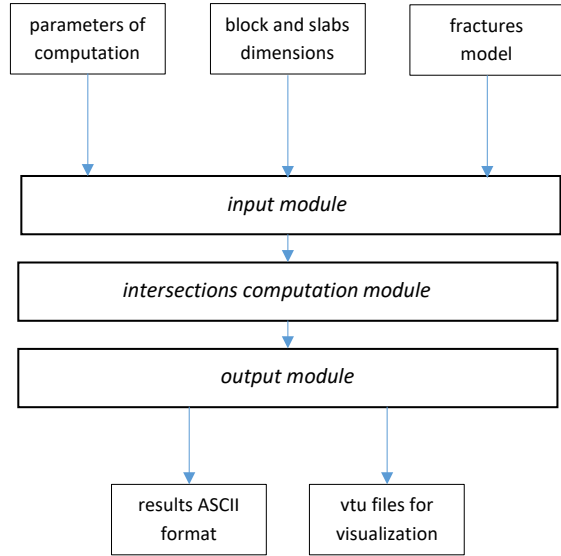 parameters of
computation
block and slabs
dimensions
fractures
model
input module
intersections computation module
output module
results ASCII
format
vtu files for
visualization